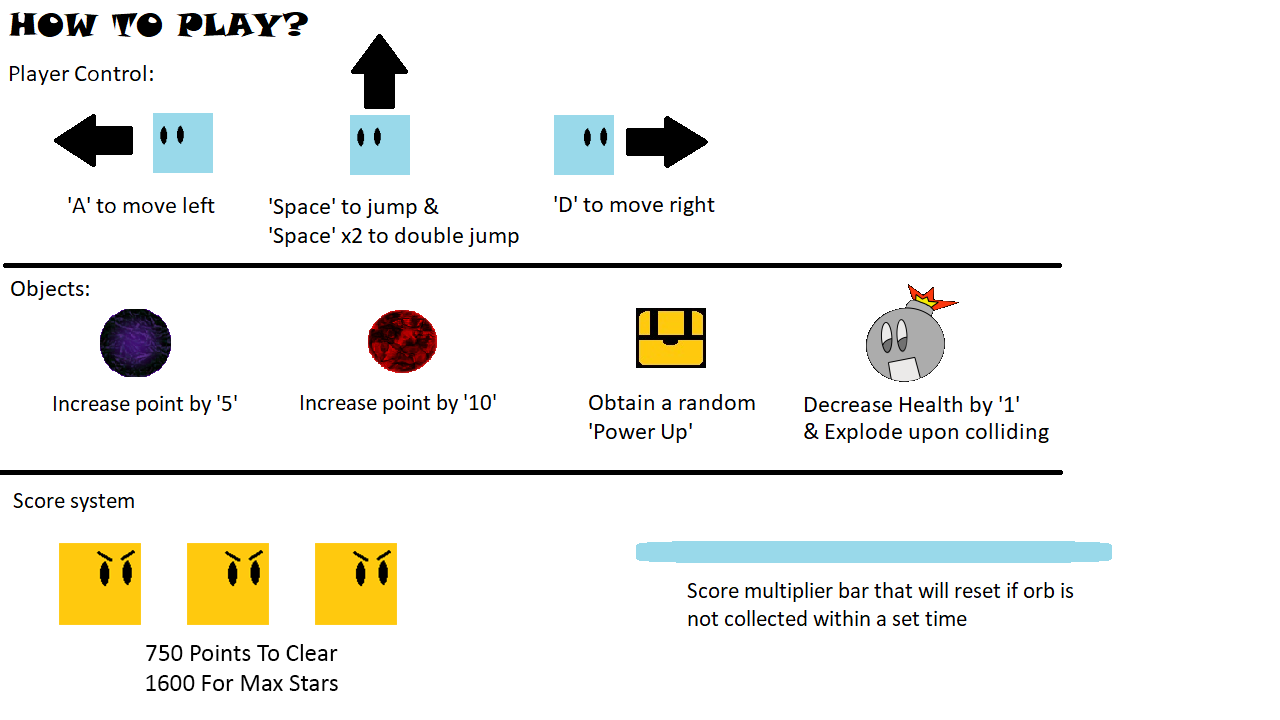 HOW TO PLAY?
Player Control:
'A' to move left
'Space' to jump &
'Space' x2 to double jump
'D' to move right
Objects:
Increase point by '5'
Increase point by '10'
Obtain a random
'Power Up'
Decrease Health by '1'
& Explode upon colliding
Score system
750 Points To Clear
1600 For Max Stars
Score multiplier bar that will reset if orb is
not collected within a set time